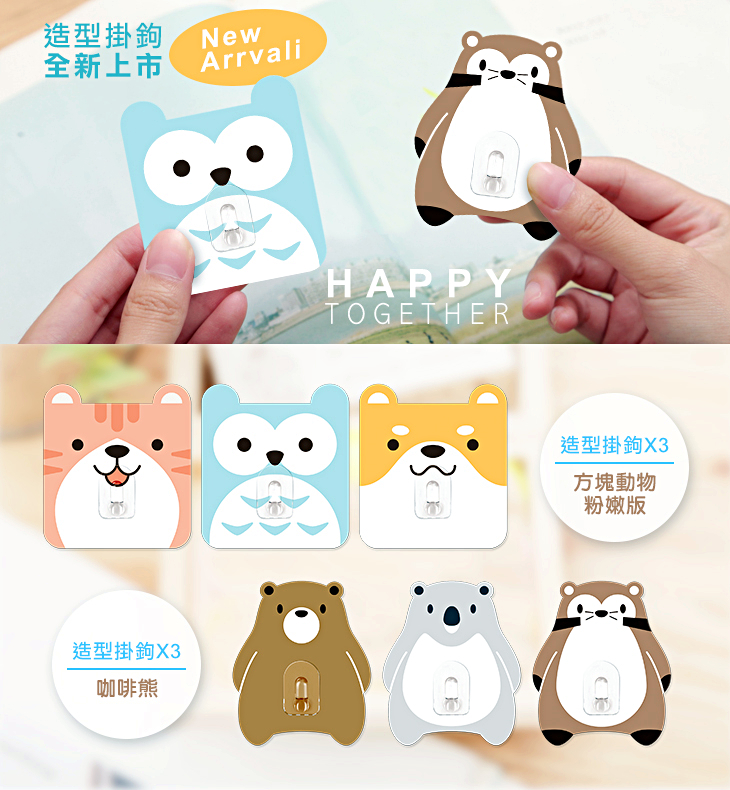 造型掛鉤
全新上市
New
Arrvali
HAPPY
TOGETHER
造型掛鉤X3
方塊動物
粉嫩版
造型掛鉤X3
咖啡熊